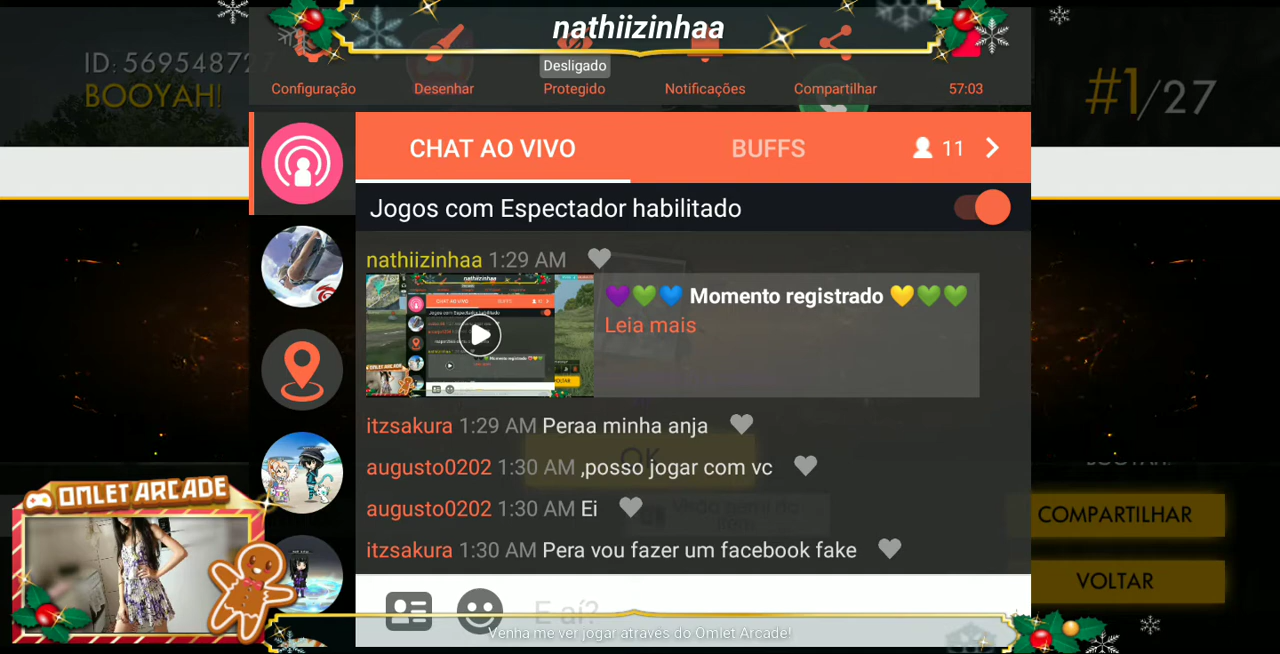 nathiizinhaa
ID: 569548727
BOOYAH!
#1/27
Desligado
Configuração
Desenhar
Protegido
Notificações
Compartilhar
57:03
CHAT AO VIVO
BUFFS
11
Jogos com Espectador habilitado
nathiizinhaa 1:29 AM
💜💚💙 Momento registrado 💛💚💚
Leia mais
itzsakura 1:29 AM Peraa minha anja
augusto0202 1:30 AM ,posso jogar com vc
augusto0202 1:30 AM Ei
itzsakura 1:30 AM Pera vou fazer um facebook fake
OK
BOOYAH!
COMPARTILHAR
VOLTAR
OMLET ARCADE
E aí?
Venha me ver jogar através do Omlet Arcade!